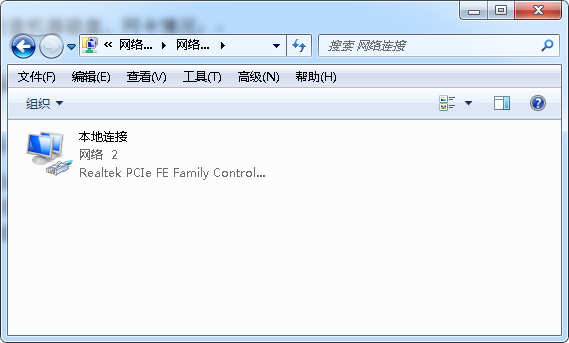 « 网络... ▸ 网络... ▸
搜索 网络连接
文件(F) 编辑(E) 查看(V) 工具(T) 高级(N) 帮助(H)
组织
本地连接
网络 2
Realtek PCIe FE Family Control...